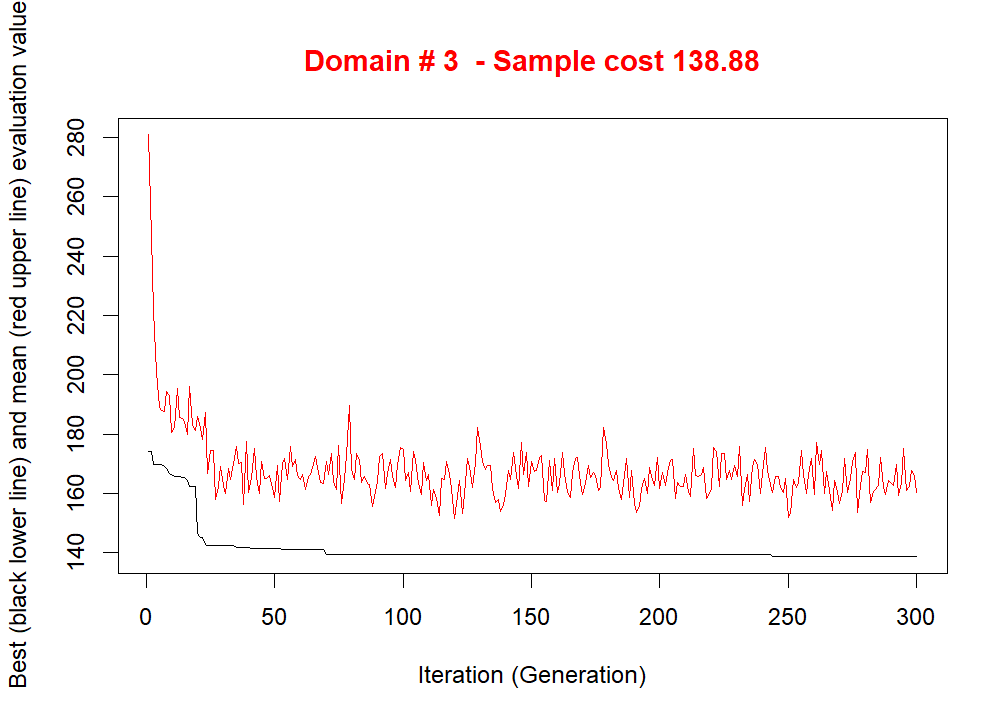 Domain # 3  - Sample cost 138.88
Best (black lower line) and mean (red upper line) evaluation value
280
260
240
220
200
180
160
140
0 50 100 150 200 250 300
Iteration (Generation)